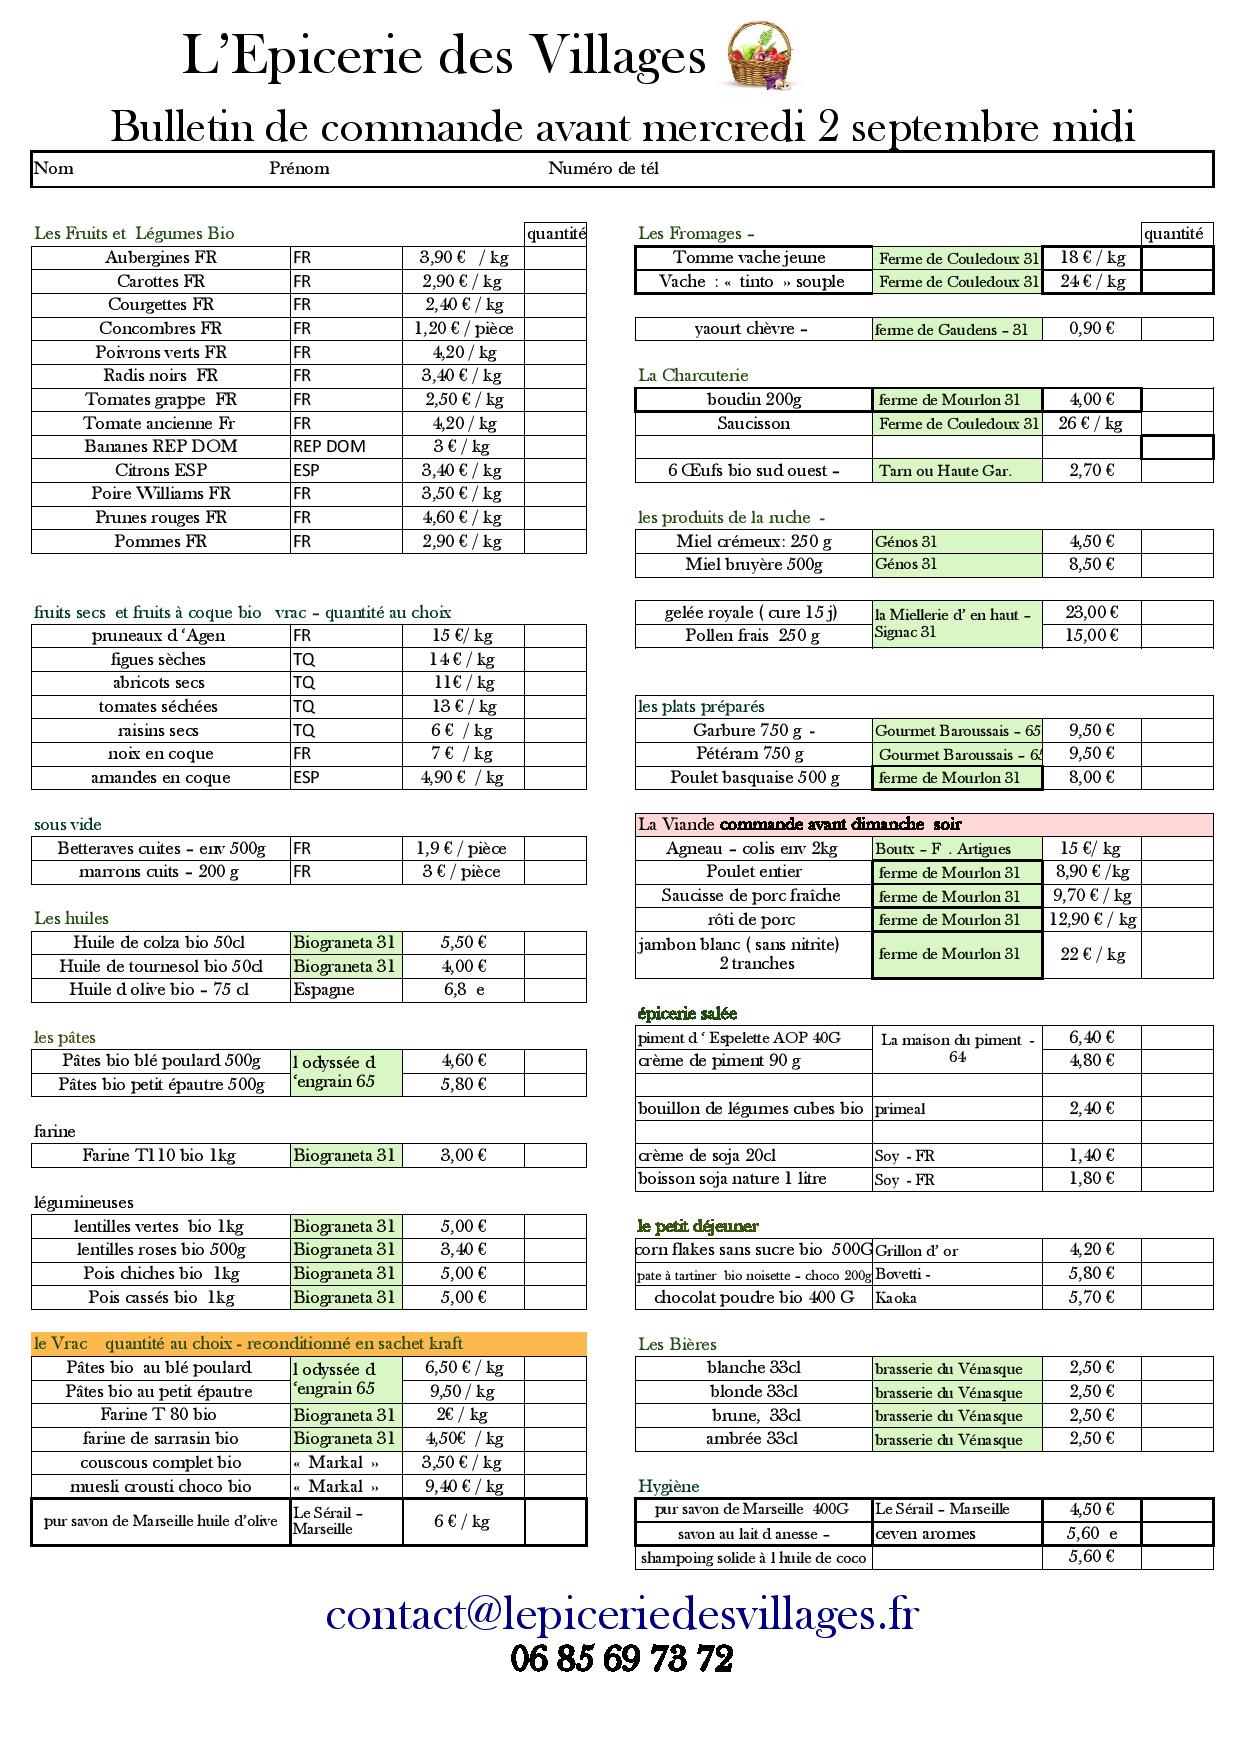 L’Epicerie des Villages
Bulletin de commande avant mercredi 2 septembre midi
Nom Prénom Numéro de tél
Les Fruits et Légumes Bio quantité
Aubergines FR FR 3,90 € / kg
Carottes FR FR 2,90 € / kg
Courgettes FR FR 2,40 € / kg
Concombres FR FR 1,20 € / pièce
Poivrons verts FR FR 4,20 / kg
Radis noirs FR FR 3,40 € / kg
Tomates grappe FR FR 2,50 € / kg
Tomate ancienne Fr FR 4,20 / kg
Bananes REP DOM REP DOM 3 € / kg
Citrons ESP ESP 3,40 € / kg
Poire Williams FR FR 3,50 € / kg
Prunes rouges FR FR 4,60 € / kg
Pommes FR FR 2,90 € / kg
fruits secs et fruits à coque bio vrac – quantité au choix
pruneaux d ‘Agen FR 15 €/ kg
figues sèches TQ 14 € / kg
abricots secs TQ 11€ / kg
tomates séchées TQ 13 € / kg
raisins secs TQ 6 € / kg
noix en coque FR 7 € / kg
amandes en coque ESP 4,90 € / kg
sous vide
Betteraves cuites – env 500g FR 1,9 € / pièce
marrons cuits – 200 g FR 3 € / pièce
Les huiles
Huile de colza bio 50cl Biograneta 31 5,50 €
Huile de tournesol bio 50cl Biograneta 31 4,00 €
Huile d olive bio – 75 cl Espagne 6,8 e
les pâtes
Pâtes bio blé poulard 500g l odyssée d 4,60 €
Pâtes bio petit épautre 500g ‘engrain 65 5,80 €
farine
Farine T110 bio 1kg Biograneta 31 3,00 €
légumineuses
lentilles vertes bio 1kg Biograneta 31 5,00 €
lentilles roses bio 500g Biograneta 31 3,40 €
Pois chiches bio 1kg Biograneta 31 5,00 €
Pois cassés bio 1kg Biograneta 31 5,00 €
le Vrac quantité au choix - reconditionné en sachet kraft
Pâtes bio au blé poulard l odyssée d 6,50 € / kg
Pâtes bio au petit épautre ‘engrain 65 9,50 / kg
Farine T 80 bio Biograneta 31 2€ / kg
farine de sarrasin bio Biograneta 31 4,50€ / kg
couscous complet bio « Markal » 3,50 € / kg
muesli crousti choco bio « Markal » 9,40 € / kg
pur savon de Marseille huile d’olive Le Sérail – Marseille 6 € / kg
Les Fromages – quantité
Tomme vache jeune Ferme de Couledoux 31 18 € / kg
Vache : « tinto » souple Ferme de Couledoux 31 24 € / kg
yaourt chèvre – ferme de Gaudens – 31 0,90 €
La Charcuterie
boudin 200g ferme de Mourlon 31 4,00 €
Saucisson Ferme de Couledoux 31 26 € / kg
6 Œufs bio sud ouest – Tarn ou Haute Gar. 2,70 €
les produits de la ruche -
Miel crémeux: 250 g Génos 31 4,50 €
Miel bruyère 500g Génos 31 8,50 €
gelée royale ( cure 15 j) la Miellerie d’ en haut – 23,00 €
Pollen frais 250 g Signac 31 15,00 €
les plats préparés
Garbure 750 g - Gourmet Baroussais – 65 9,50 €
Pétéram 750 g Gourmet Baroussais – 65 9,50 €
Poulet basquaise 500 g ferme de Mourlon 31 8,00 €
La Viande commande avant dimanche soir
Agneau – colis env 2kg Boutx – F . Artigues 15 €/ kg
Poulet entier ferme de Mourlon 31 8,90 € /kg
Saucisse de porc fraîche ferme de Mourlon 31 9,70 € / kg
rôti de porc ferme de Mourlon 31 12,90 € / kg
jambon blanc ( sans nitrite)
2 tranches ferme de Mourlon 31 22 € / kg
épicerie salée
piment d ‘ Espelette AOP 40G La maison du piment - 6,40 €
crème de piment 90 g 64 4,80 €
bouillon de légumes cubes bio primeal 2,40 €
crème de soja 20cl Soy - FR 1,40 €
boisson soja nature 1 litre Soy - FR 1,80 €
le petit déjeuner
corn flakes sans sucre bio 500G Grillon d’ or 4,20 €
pate à tartiner bio noisette – choco 200g Bovetti - 5,80 €
chocolat poudre bio 400 G Kaoka 5,70 €
Les Bières
blanche 33cl brasserie du Vénasque 2,50 €
blonde 33cl brasserie du Vénasque 2,50 €
brune, 33cl brasserie du Vénasque 2,50 €
ambrée 33cl brasserie du Vénasque 2,50 €
Hygiène
pur savon de Marseille 400G Le Sérail – Marseille 4,50 €
savon au lait d anesse – ceven aromes 5,60 e
shampoing solide à l huile de coco 5,60 €
contact@lepiceriedesvillages.fr
06 85 69 73 72